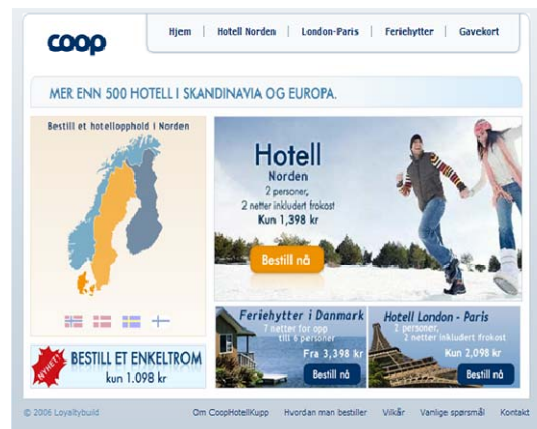 coop
Hjem | Hotell Norden | London-Paris | Feriehytter | Gavekort
MER ENN 500 HOTELL I SKANDINAVIA OG EUROPA.
Bestill et hotellopphold i Norden
Hotell
Norden
2 personer,
2 netter inkludert frokost
Kun 1,398 kr
Bestill nå
NYHET!
BESTILL ET ENKELTROM
kun 1.098 kr
Feriehytter i Danmark
7 netter for opp
til 6 personer
Fra 3,398 kr
Bestill nå
Hotell London - Paris
2 personer,
2 netter inkludert frokost
Kun 2,098 kr
Bestill nå
© 2006 Loyaltybuild
Om CoopHotellKupp Hvordan man bestiller Vilkår Vanlige spørsmål Kontakt